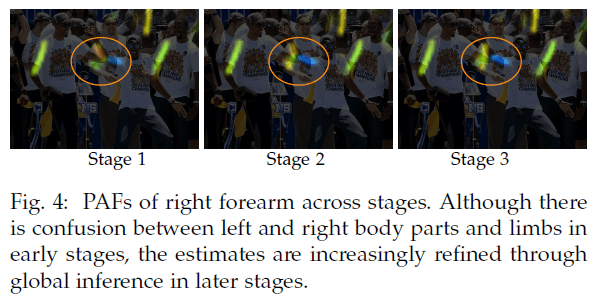 Stage 1
Stage 2
Stage 3
Fig. 4: PAFs of right forearm across stages. Although there
is confusion between left and right body parts and limbs in
early stages, the estimates are increasingly refined through
global inference in later stages.